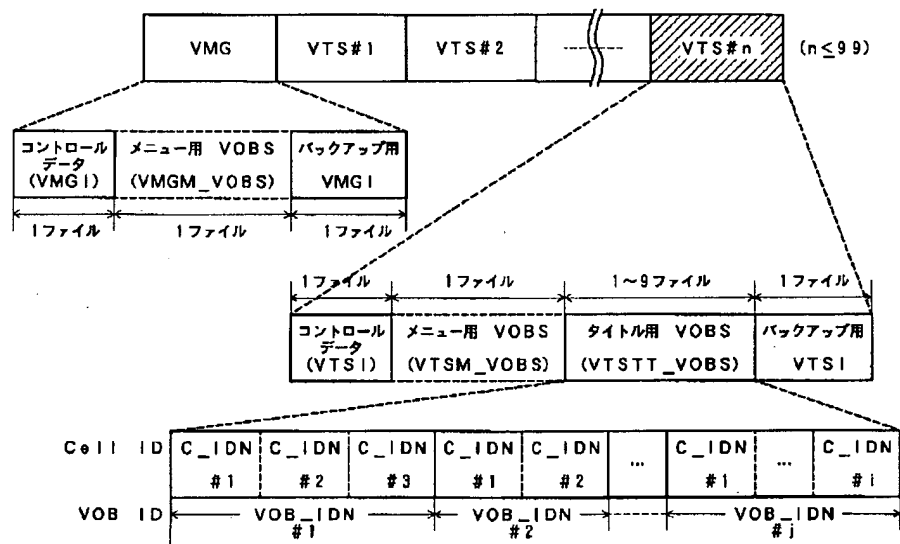 VMG VTS#1 VTS#2 VTS#n (n≦99)
コントロール データ (VMGI)
メニュー用 VOBS (VMGM_VOBS)
バックアップ用 VMGI
1ファイル 1ファイル 1ファイル
1ファイル 1ファイル 1~9ファイル 1ファイル
コントロール データ (VTSI)
メニュー用 VOBS (VTSM_VOBS)
タイトル用 VOBS (VTSTT_VOBS)
バックアップ用 VTSI
Cell ID C_IDN #1 C_IDN #2 C_IDN #3 C_IDN #1 C_IDN #2 … C_IDN #1 … C_IDN #i
VOB ID VOB_IDN #1 VOB_IDN #2 VOB_IDN #j